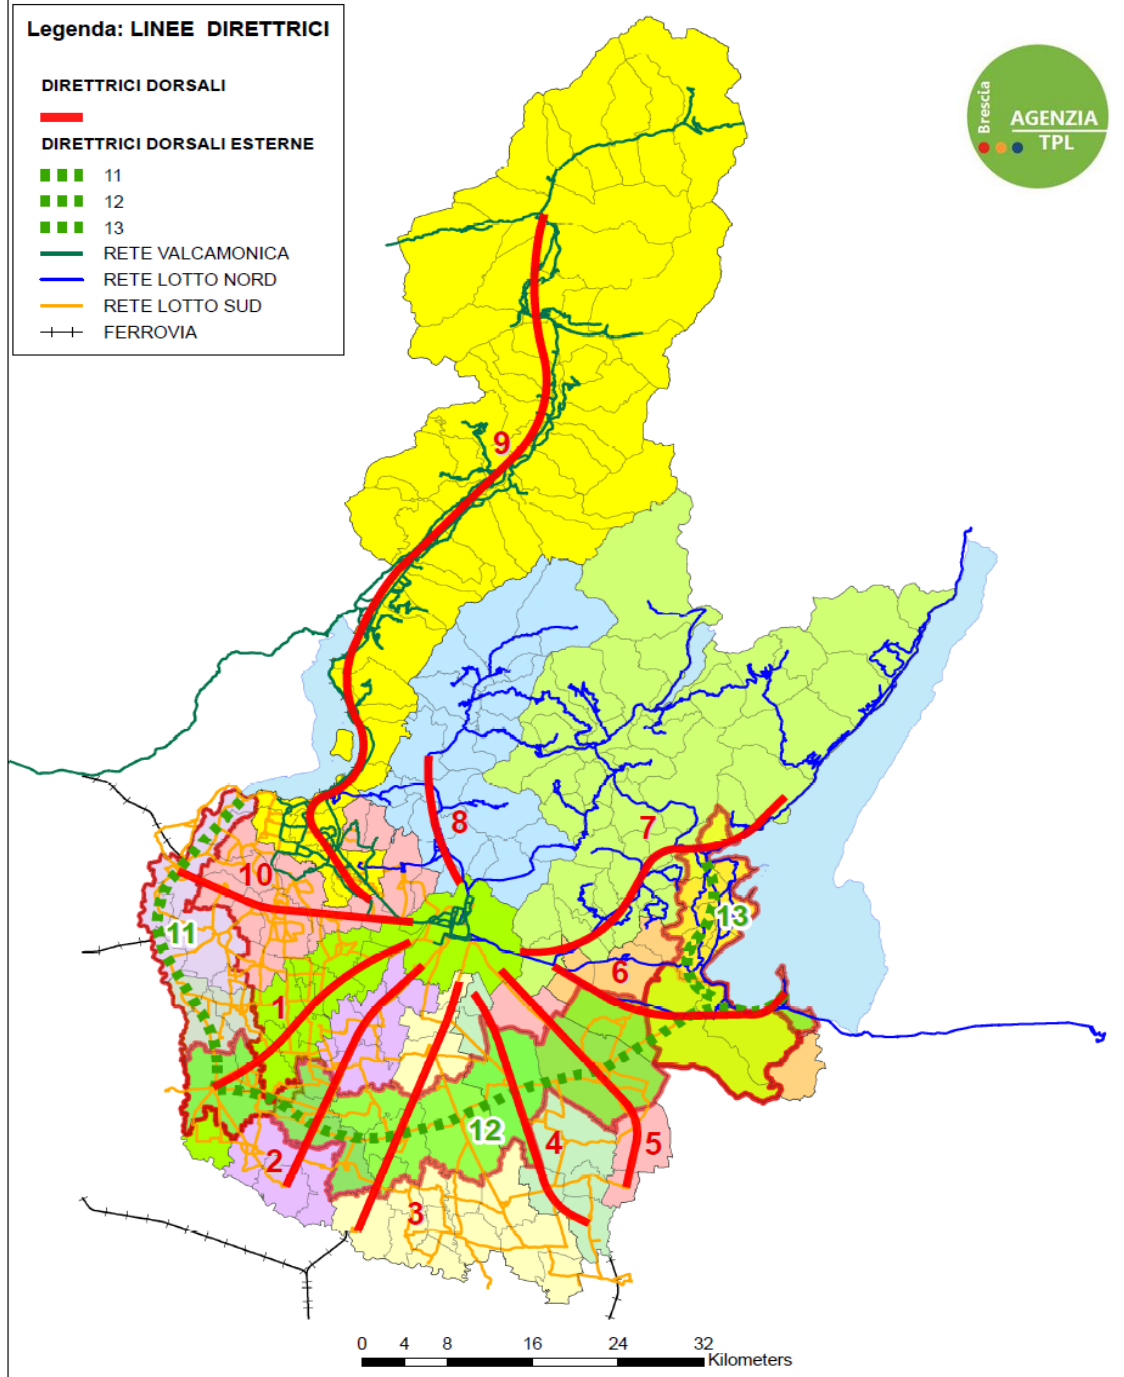 Legenda: LINEE DIRETTRICI
DIRETTRICI DORSALI
DIRETTRICI DORSALI ESTERNE
11
12
13
RETE VALCAMONICA
RETE LOTTO NORD
RETE LOTTO SUD
FERROVIA
Brescia
AGENZIA
TPL
9
8
7
10
11
13
6
1
12
4
5
2
3
0 4 8 16 24 32
Kilometers